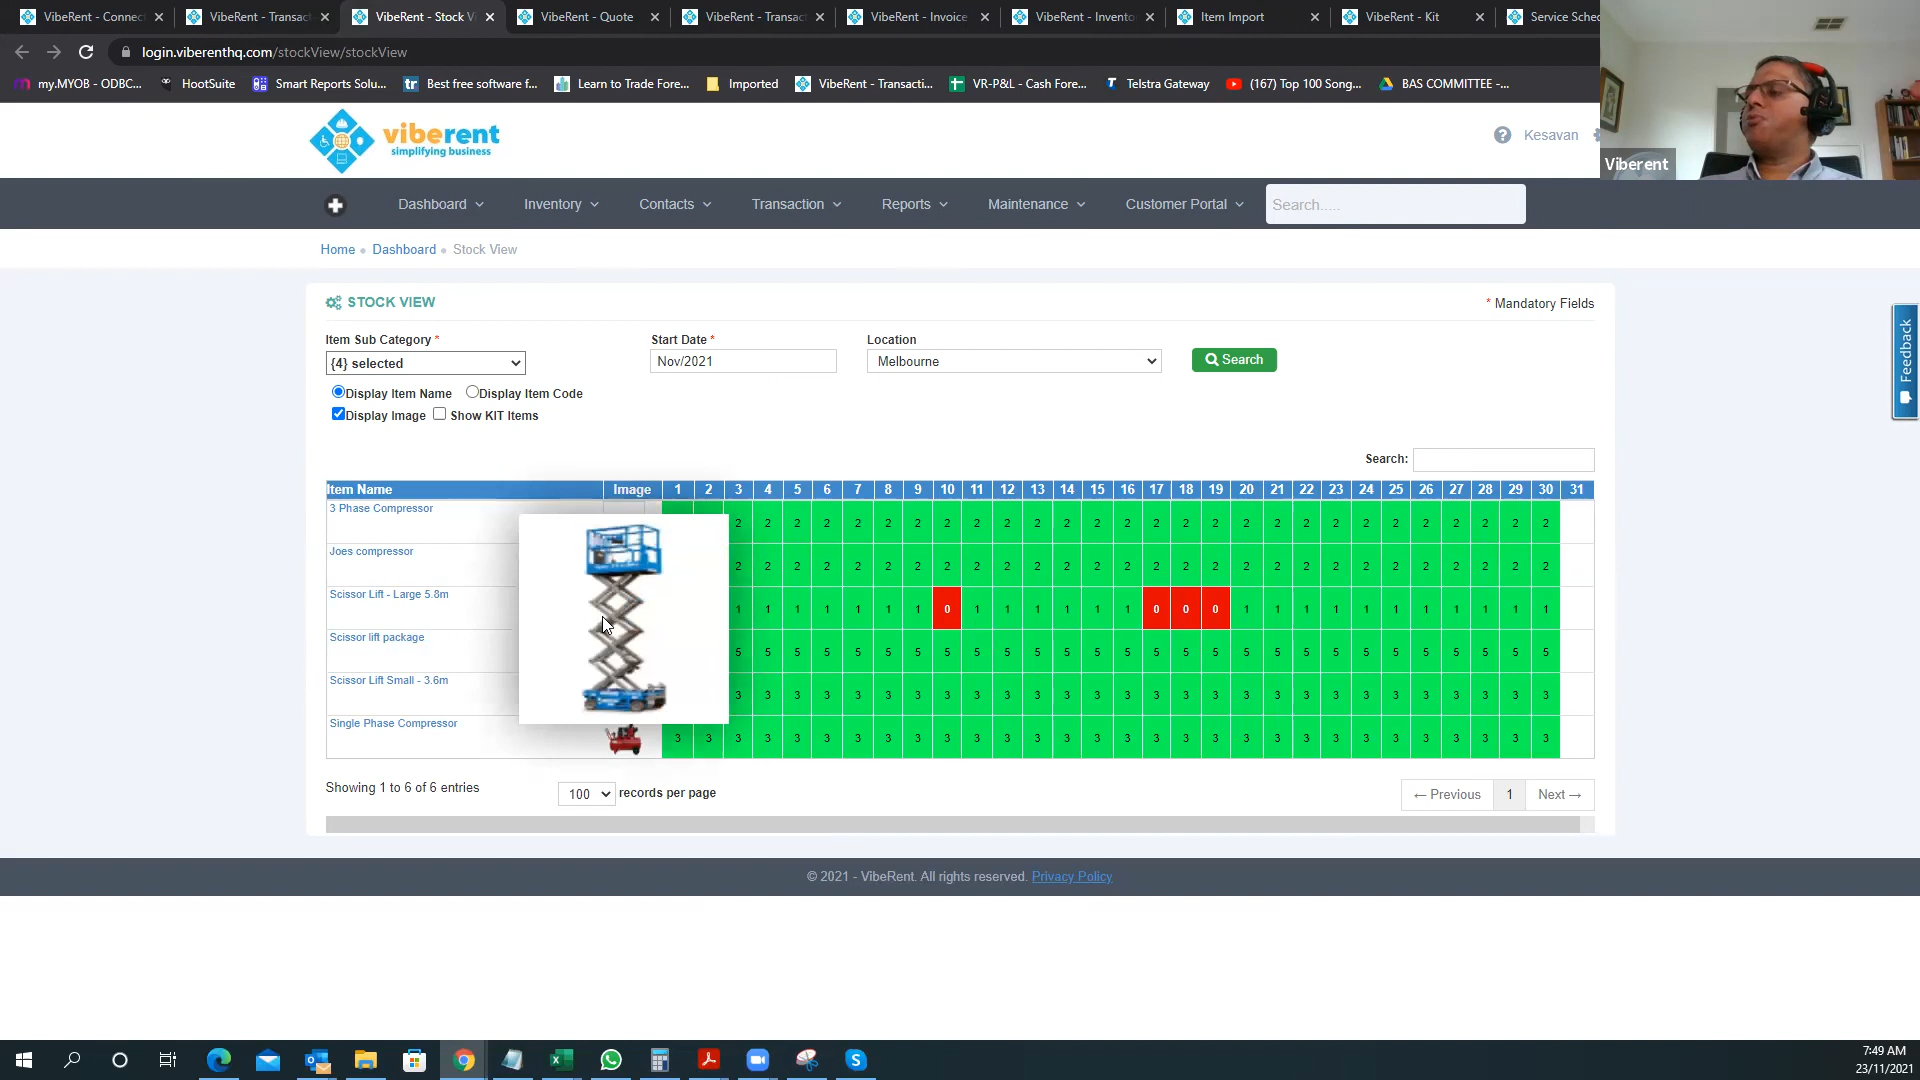 VibeRent - Connec
VibeRent - Transac
VibeRent - Stock Vi
VibeRent - Quote
VibeRent - Transac
VibeRent - Invoice
VibeRent - Invento
Item Import
VibeRent - Kit
Service Sched
login.viberenthq.com/stockView/stockView
my.MYOB - ODBC...
HootSuite
Smart Reports Solu...
tr Best free software f...
Learn to Trade Fore...
Imported
VibeRent - Transacti...
VR-P&L - Cash Fore...
T Telstra Gateway
(167) Top 100 Song...
BAS COMMITTEE -...
viberent
simplifying business
Kesavan
Viberent
Dashboard
Inventory
Contacts
Transaction
Reports
Maintenance
Customer Portal
Search.....
Home Dashboard Stock View
STOCK VIEW
* Mandatory Fields
Feedback
Item Sub Category *
Start Date *
Location
{4} selected
Nov/2021
Melbourne
Search
Display Item Name Display Item Code
Display Image Show KIT Items
Search:
Item Name Image 1 2 3 4 5 6 7 8 9 10 11 12 13 14 15 16 17 18 19 20 21 22 23 24 25 26 27 28 29 30 31
3 Phase Compressor 2 2 2 2 2 2 2 2 2 2 2 2 2 2 2 2 2 2 2 2 2 2 2 2 2 2 2 2
Joes compressor 2 2 2 2 2 2 2 2 2 2 2 2 2 2 2 2 2 2 2 2 2 2 2 2 2 2 2 2
Scissor Lift - Large 5.8m 1 1 1 1 1 1 1 0 1 1 1 1 1 1 0 0 0 1 1 1 1 1 1 1 1 1 1 1
Scissor lift package 5 5 5 5 5 5 5 5 5 5 5 5 5 5 5 5 5 5 5 5 5 5 5 5 5 5 5 5
Scissor Lift Small - 3.6m 3 3 3 3 3 3 3 3 3 3 3 3 3 3 3 3 3 3 3 3 3 3 3 3 3 3 3 3
Single Phase Compressor 3 3 3 3 3 3 3 3 3 3 3 3 3 3 3 3 3 3 3 3 3 3 3 3 3 3 3 3 3 3
Showing 1 to 6 of 6 entries
100 records per page
← Previous 1 Next →
© 2021 - VibeRent. All rights reserved. Privacy Policy
7:49 AM
23/11/2021